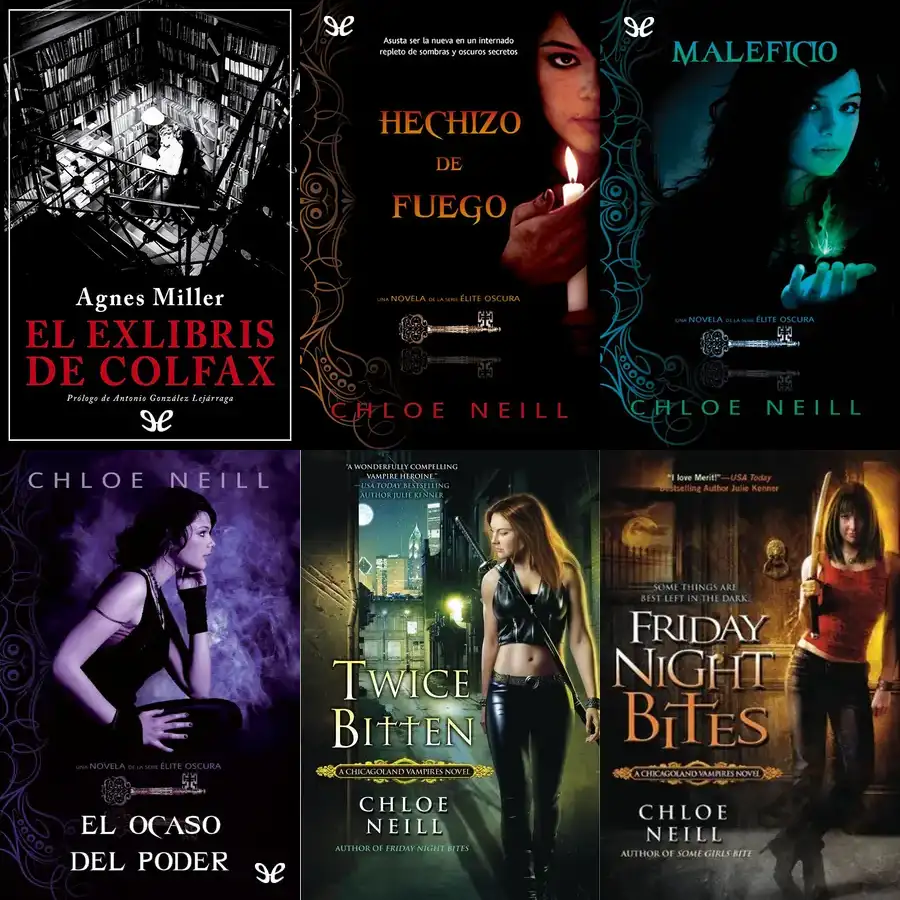 Agnes Miller
EL EXLIBRIS
DE COLFAX
Prólogo de Antonio González Lejárraga
Asusta ser la nueva en un internado
repleto de sombras y oscuros secretos
HECHIZO
DE
FUEGO
UNA NOVELA DE LA SERIE ÉLITE OSCURA
CHLOE NEILL
MALEFICIO
UNA NOVELA DE LA SERIE ÉLITE OSCURA
CHLOE NEILL
CHLOE NEILL
UNA NOVELA DE LA SERIE ÉLITE OSCURA
EL OCASO
DEL PODER
"A WONDERFULLY COMPELLING
VAMPIRE HEROINE."
—USA TODAY BESTSELLING
AUTHOR JULIE KENNER
TWICE
BITTEN
A CHICAGOLAND VAMPIRES NOVEL
CHLOE
NEILL
AUTHOR OF FRIDAY NIGHT BITES
"I love Merit!"—USA Today
Bestselling Author Julie Kenner
SOME THINGS ARE
BEST LEFT IN THE DARK.
FRIDAY
NIGHT
BITES
A CHICAGOLAND VAMPIRES NOVEL
CHLOE
NEILL
AUTHOR OF SOME GIRLS BITE